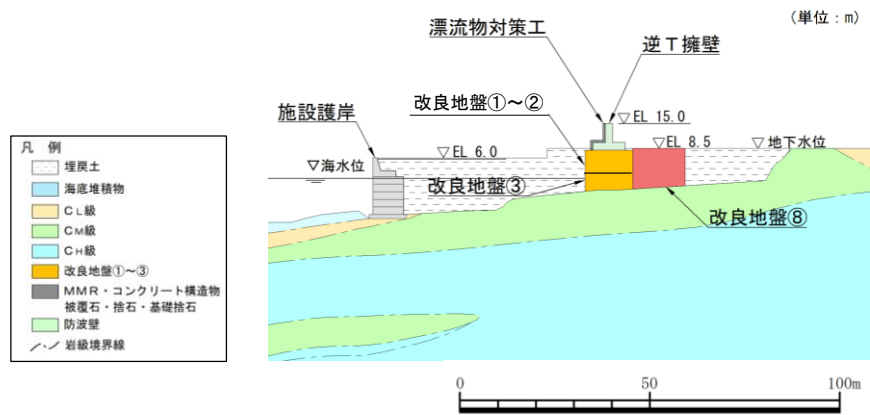 （単位：m）
漂流物対策工
逆Ｔ擁壁
施設護岸
改良地盤①～②
▽EL 15.0
▽海水位
▽EL 6.0
▽EL 8.5
▽地下水位
改良地盤③
改良地盤⑧
凡　例
埋戻土
海底堆積物
CL級
CM級
CH級
改良地盤①～③
MMR・コンクリート構造物
被覆石・捨石・基礎捨石
防波壁
岩級境界線
0
50
100m